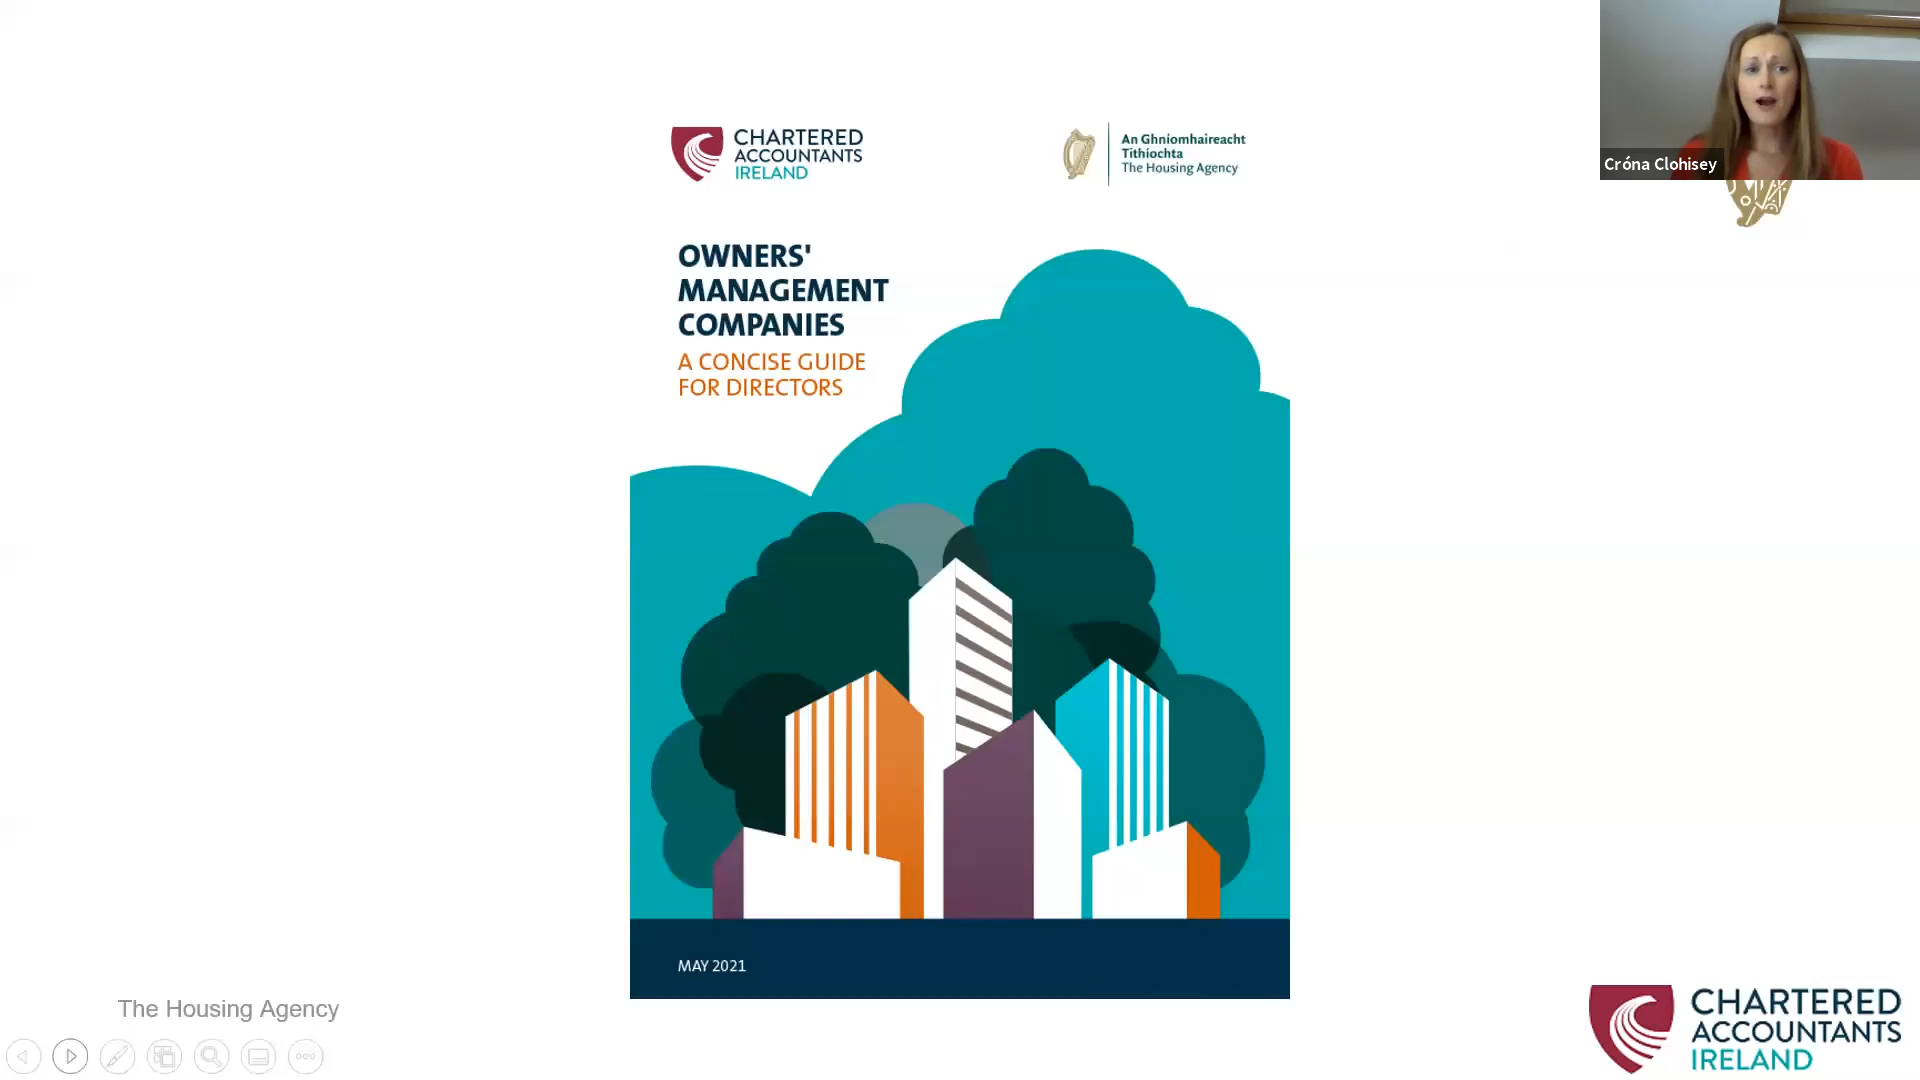 CHARTERED
ACCOUNTANTS
IRELAND
An Ghníomhaireacht
Tithíochta
The Housing Agency
Cróna Clohisey
OWNERS'
MANAGEMENT
COMPANIES
A CONCISE GUIDE
FOR DIRECTORS
MAY 2021
The Housing Agency
CHARTERED
ACCOUNTANTS
IRELAND